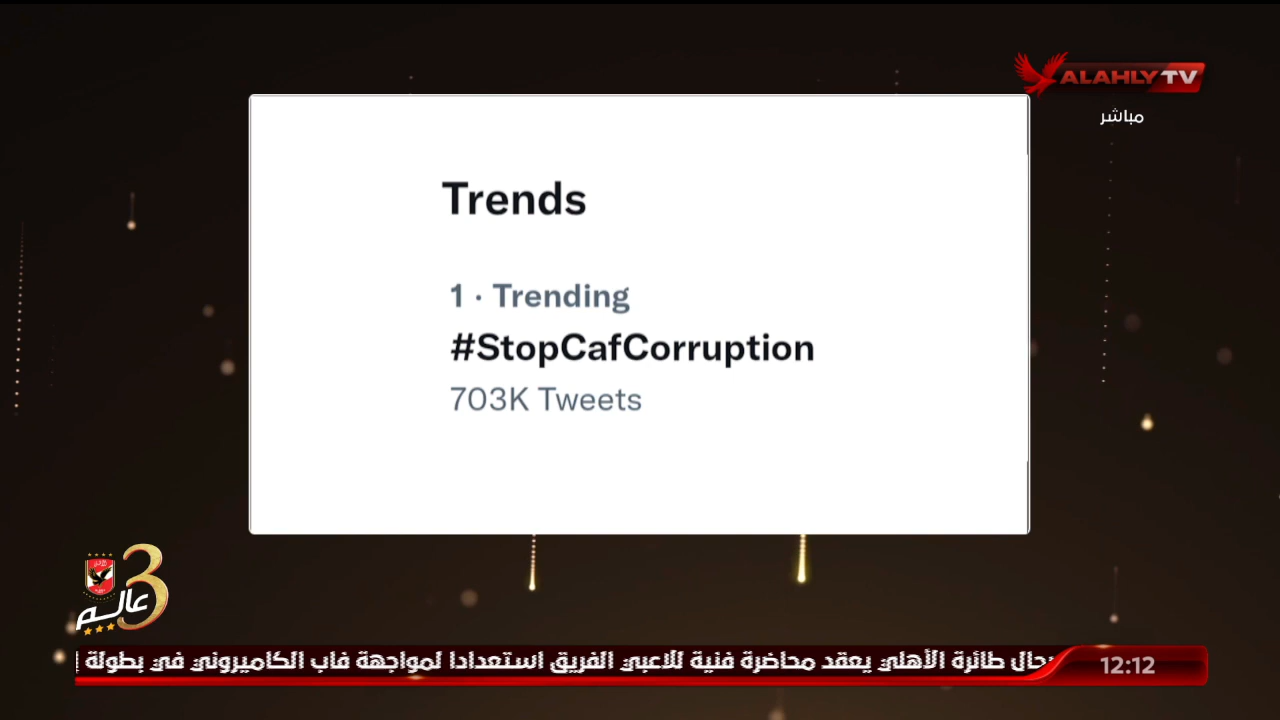 ALAHLY TV
مباشر
Trends
1 · Trending
#StopCafCorruption
703K Tweets
3
عالم
رجال طائرة الأهلي يعقد محاضرة فنية للاعبي الفريق استعدادا لمواجهة فاب الكاميروني في بطولة
12:12